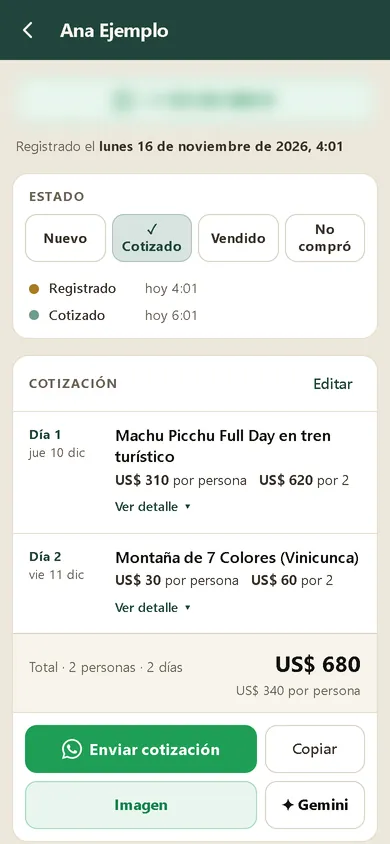 Ana Ejemplo
Registrado el lunes 16 de noviembre de 2026, 4:01
ESTADO
Nuevo
✓
Cotizado
Vendido
No
compró
Registrado hoy 4:01
Cotizado hoy 6:01
COTIZACIÓN
Editar
Día 1
jue 10 dic
Machu Picchu Full Day en tren
turístico
US$ 310 por persona US$ 620 por 2
Ver detalle ▾
Día 2
vie 11 dic
Montaña de 7 Colores (Vinicunca)
US$ 30 por persona US$ 60 por 2
Ver detalle ▾
Total · 2 personas · 2 días
US$ 680
US$ 340 por persona
Enviar cotización
Copiar
Imagen
✦ Gemini